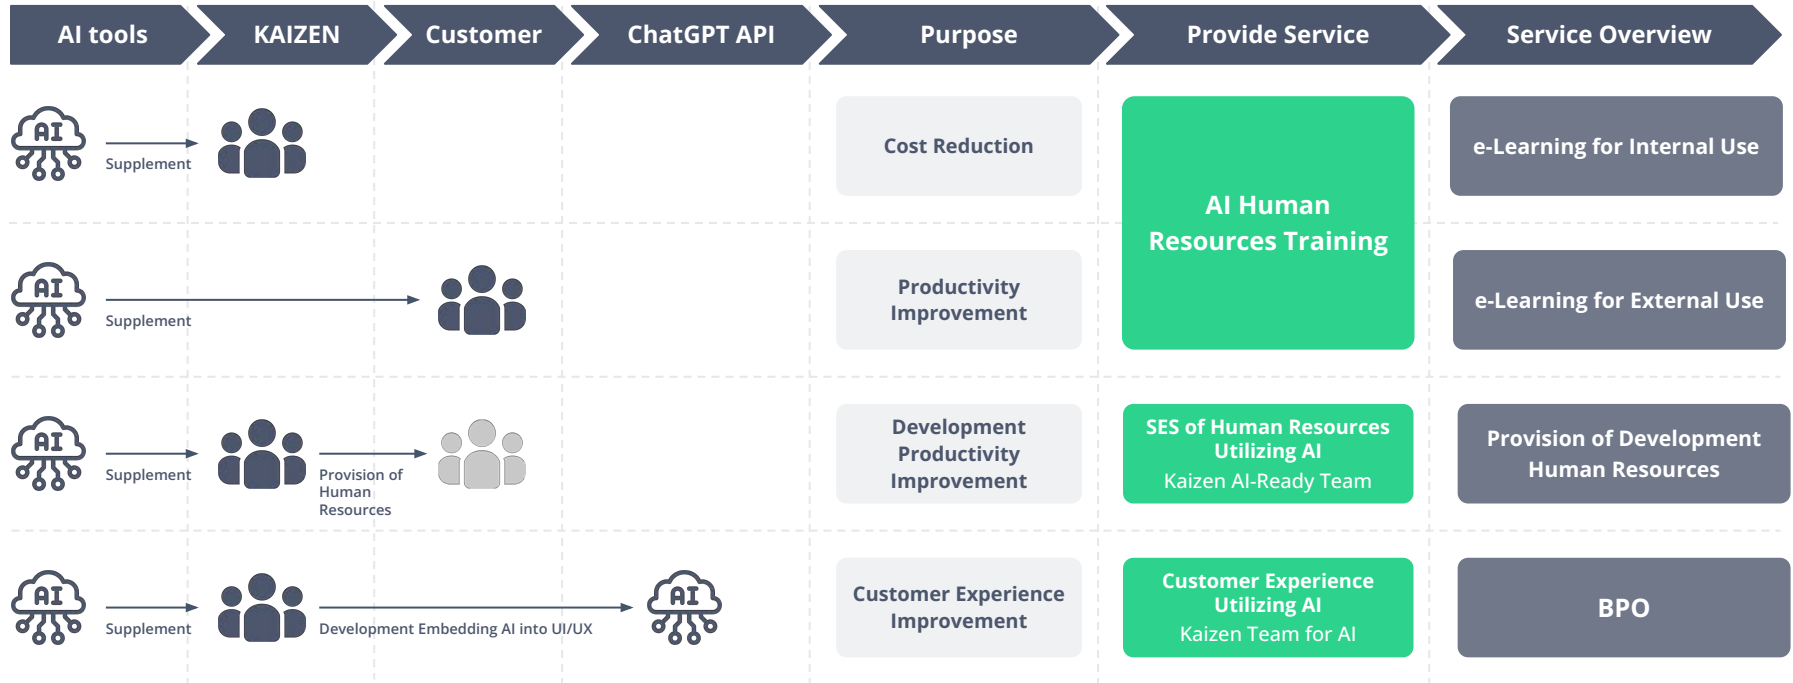 AI tools
KAIZEN
Customer
ChatGPT API
Purpose
Provide Service
Service Overview
AI
Supplement
Cost Reduction
AI Human
Resources Training
e-Learning for Internal Use
AI
Supplement
Productivity
Improvement
e-Learning for External Use
AI
Supplement
Provision of
Human
Resources
Development
Productivity
Improvement
SES of Human Resources
Utilizing AI
Kaizen AI-Ready Team
Provision of Development
Human Resources
AI
Supplement
Development Embedding AI into UI/UX
AI
Customer Experience
Improvement
Customer Experience
Utilizing AI
Kaizen Team for AI
BPO